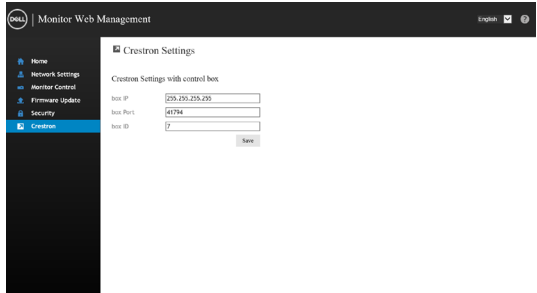 DELL | Monitor Web Management
English
?
Home
Network Settings
Monitor Control
Firmware Update
Security
Crestron
Crestron Settings
Crestron Settings with control box
box IP 255.255.255.255
box Port 41794
box ID 7
Save